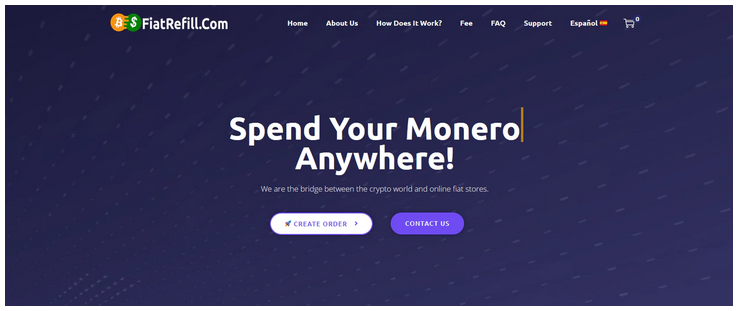 FiatRefill.Com
Home About Us How Does It Work? Fee FAQ Support Español 0
Spend Your Monero
Anywhere!
We are the bridge between the crypto world and online fiat stores.
CREATE ORDER
CONTACT US